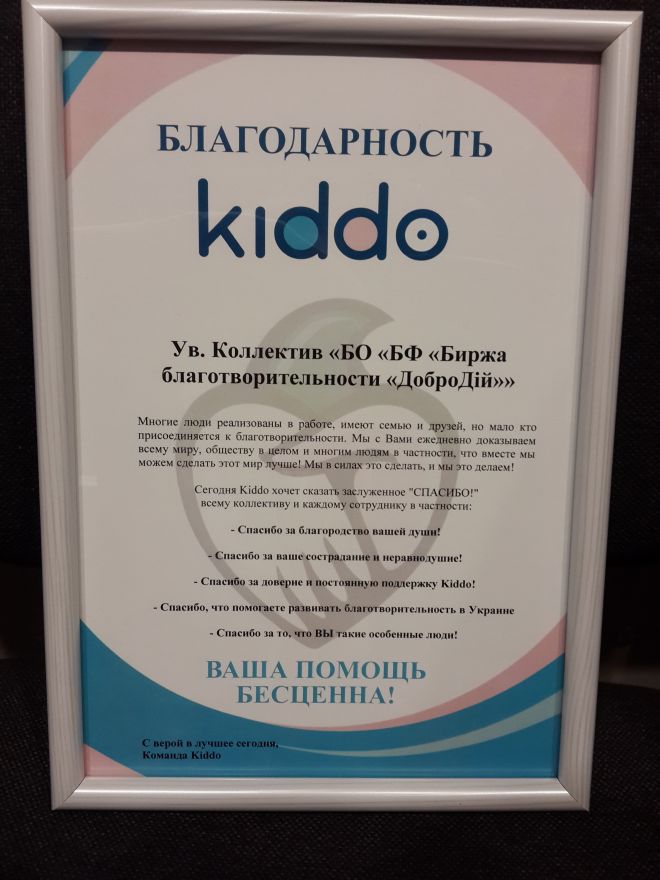 БЛАГОДАРНОСТЬ
kiddo
Ув. Коллектив «БО «БФ «Биржа
благотворительности «ДоброДій»»
Многие люди реализованы в работе, имеют семью и друзей, но мало кто
присоединяется к благотворительности. Мы с Вами ежедневно доказываем
всему миру, обществу в целом и многим людям в частности, что вместе мы
можем сделать этот мир лучше! Мы в силах это сделать, и мы это делаем!
Сегодня Kiddo хочет сказать заслуженное "СПАСИБО!"
всему коллективу и каждому сотруднику в частности:
- Спасибо за благородство вашей души!
- Спасибо за ваше сострадание и неравнодушие!
- Спасибо за доверие и постоянную поддержку Kiddo!
- Спасибо, что помогаете развивать благотворительность в Украине
- Спасибо за то, что ВЫ такие особенные люди!
ВАША ПОМОЩЬ
БЕСЦЕННА!
С верой в лучшее сегодня,
Команда Kiddo